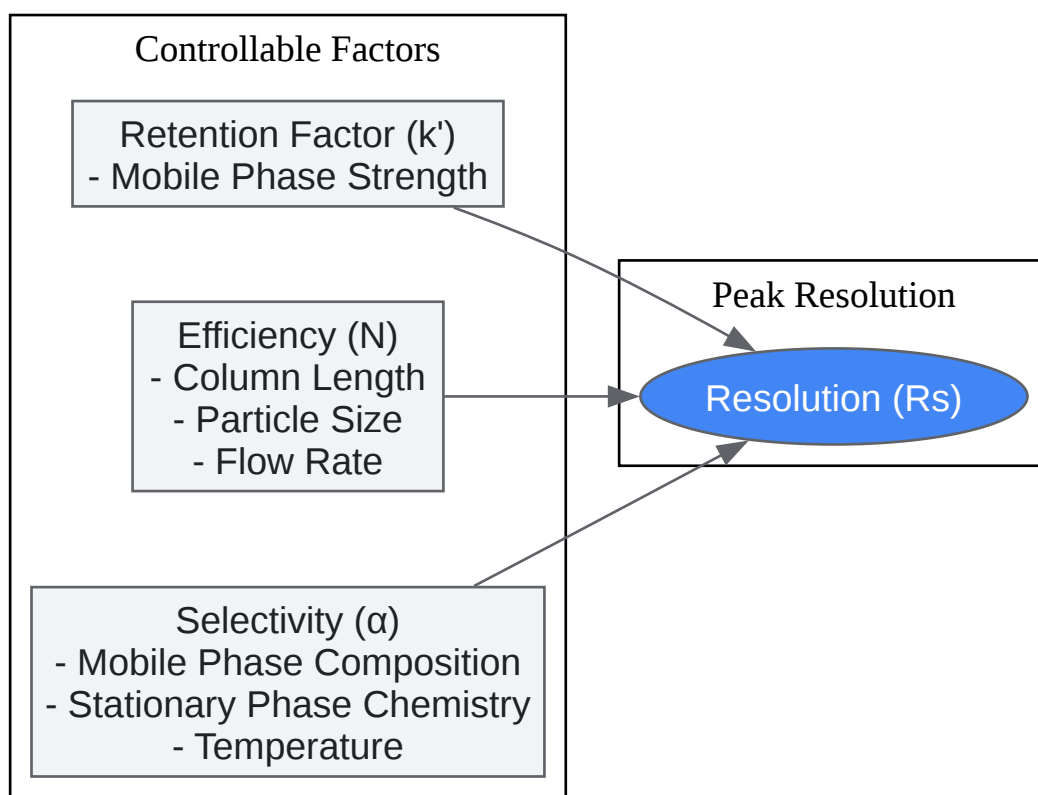 Controllable Factors
Retention Factor (k')
- Mobile Phase Strength
Efficiency (N)
- Column Length
- Particle Size
- Flow Rate
Selectivity (α)
- Mobile Phase Composition
- Stationary Phase Chemistry
- Temperature
Peak Resolution
Resolution (Rs)